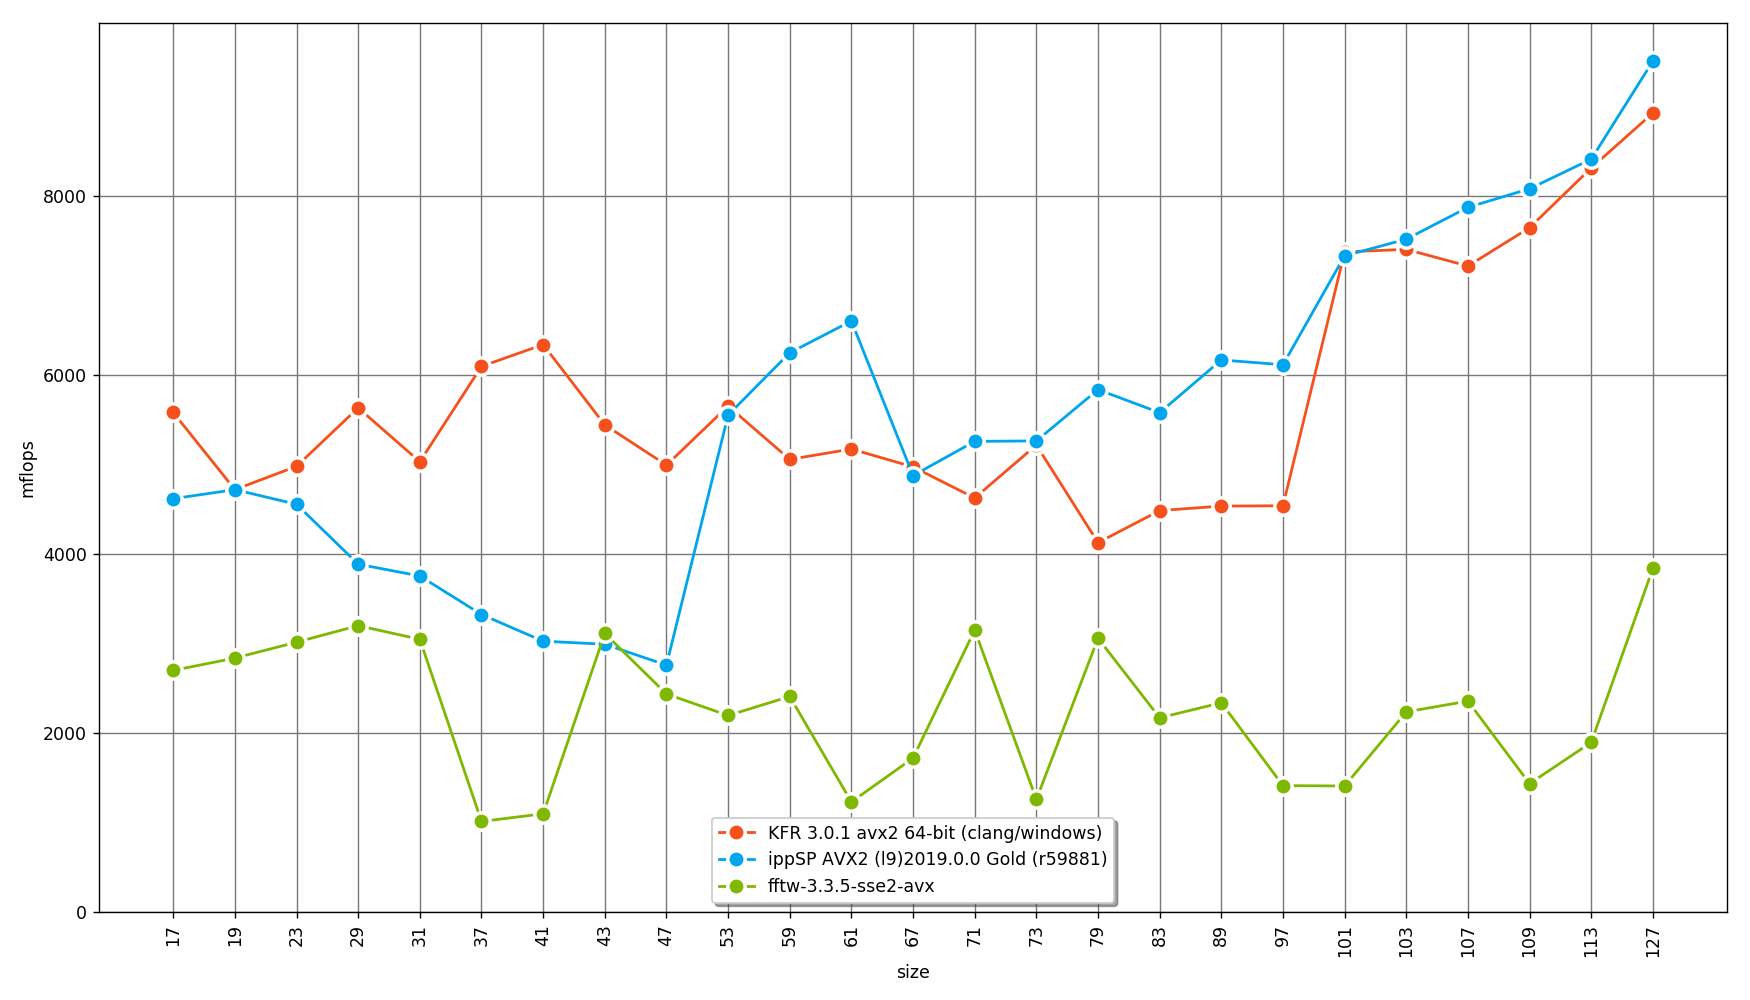 mflops
8000
6000
4000
2000
0
KFR 3.0.1 avx2 64-bit (clang/windows)
ippSP AVX2 (l9)2019.0.0 Gold (r59881)
fftw-3.3.5-sse2-avx
17 19 23 29 31 37 41 43 47 53 59 61 67 71 73 79 83 89 97 101 103 107 109 113 127
size